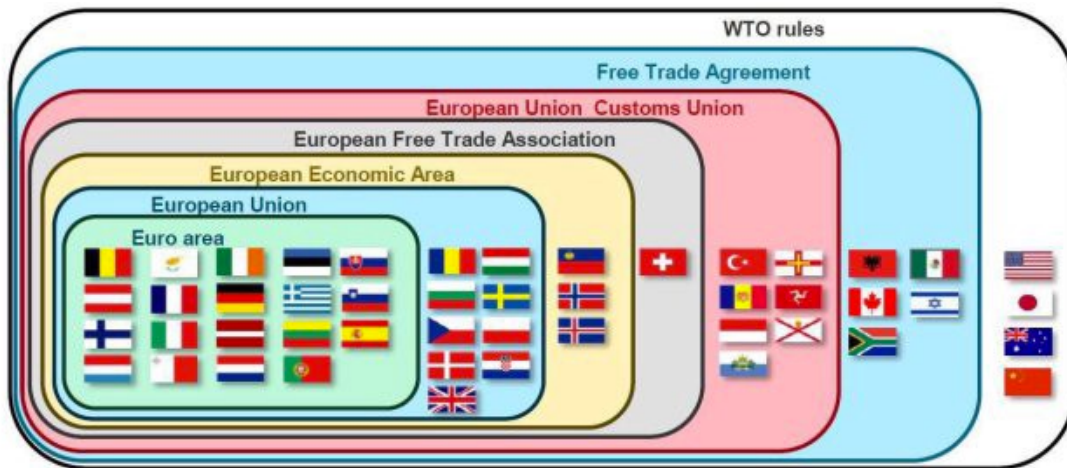 WTO rules
Free Trade Agreement
European Union Customs Union
European Free Trade Association
European Economic Area
European Union
Euro area